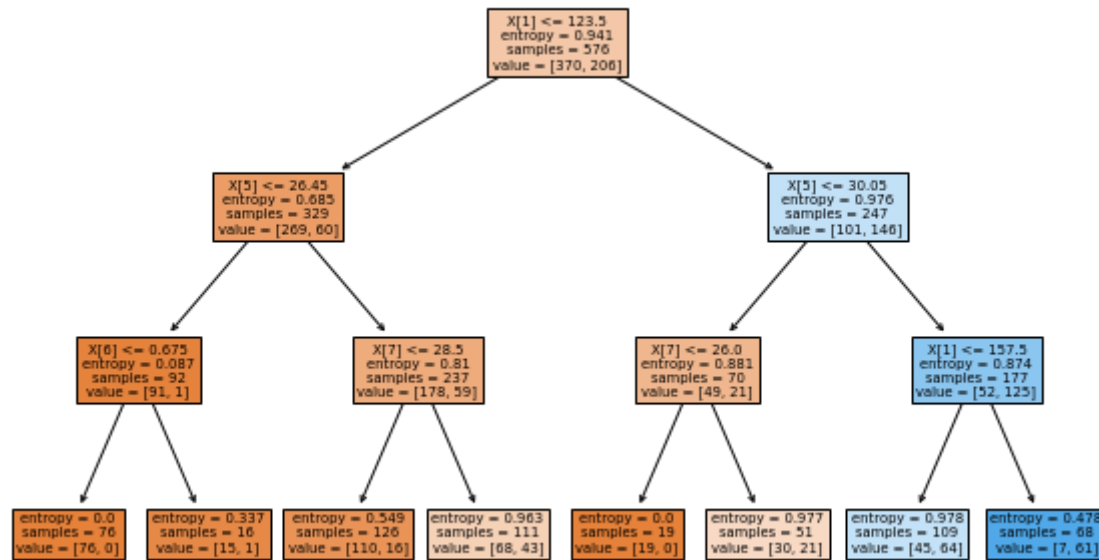 X[1] <= 123.5
entropy = 0.941
samples = 576
value = [370, 206]
X[5] <= 26.45
entropy = 0.685
samples = 329
value = [269, 60]
X[5] <= 30.05
entropy = 0.976
samples = 247
value = [101, 146]
X[6] <= 0.675
entropy = 0.087
samples = 92
value = [91, 1]
X[7] <= 28.5
entropy = 0.81
samples = 237
value = [178, 59]
X[7] <= 26.0
entropy = 0.881
samples = 70
value = [49, 21]
X[1] <= 157.5
entropy = 0.874
samples = 177
value = [52, 125]
entropy = 0.0
samples = 76
value = [76, 0]
entropy = 0.337
samples = 16
value = [15, 1]
entropy = 0.549
samples = 126
value = [110, 16]
entropy = 0.963
samples = 111
value = [68, 43]
entropy = 0.0
samples = 19
value = [19, 0]
entropy = 0.977
samples = 51
value = [30, 21]
entropy = 0.978
samples = 109
value = [45, 64]
entropy = 0.478
samples = 68
value = [7, 61]